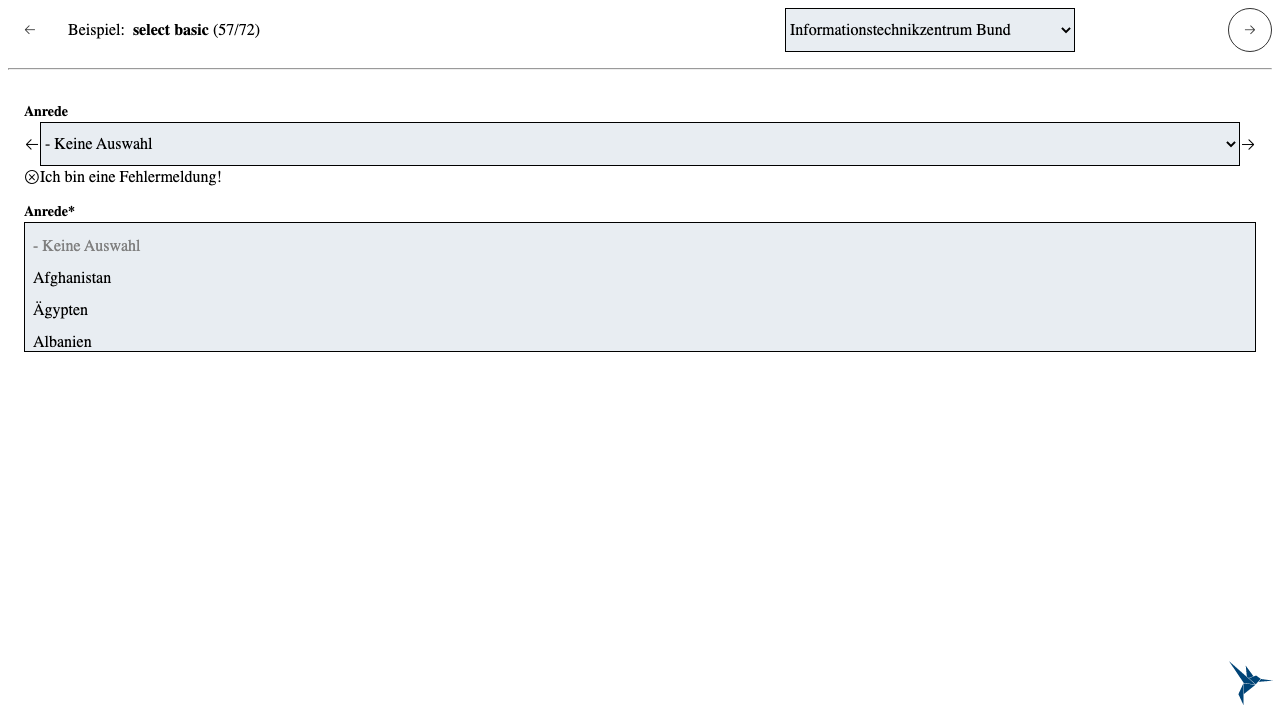 Beispiel: select basic (57/72)
Informationstechnikzentrum Bund
Anrede
- Keine Auswahl
Ich bin eine Fehlermeldung!
Anrede*
- Keine Auswahl
Afghanistan
Ägypten
Albanien